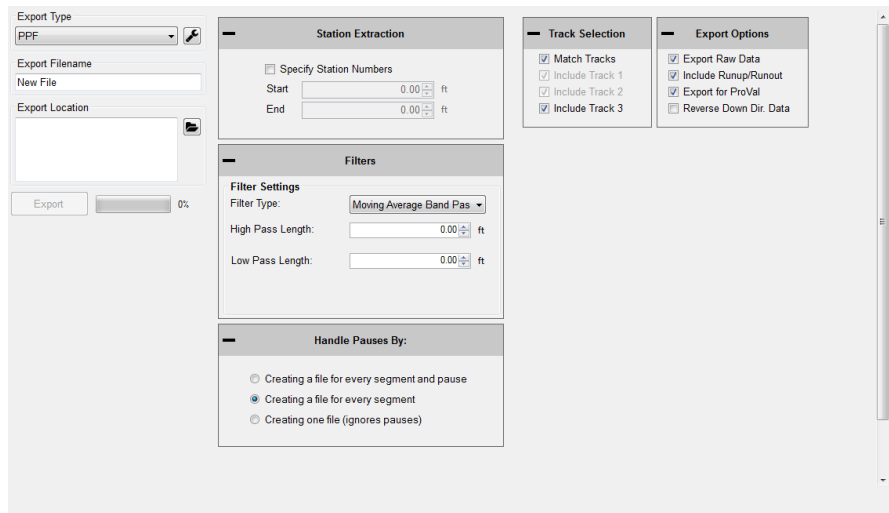 Export Type
PPF
Export Filename
New File
Export Location
Export
0%
Station Extraction
Specify Station Numbers
Start 0.00 ft
End 0.00 ft
Filters
Filter Settings
Filter Type: Moving Average Band Pas
High Pass Length: 0.00 ft
Low Pass Length: 0.00 ft
Handle Pauses By:
Creating a file for every segment and pause
Creating a file for every segment
Creating one file (ignores pauses)
Track Selection
Match Tracks
Include Track 1
Include Track 2
Include Track 3
Export Options
Export Raw Data
Include Runup/Runout
Export for ProVal
Reverse Down Dir. Data